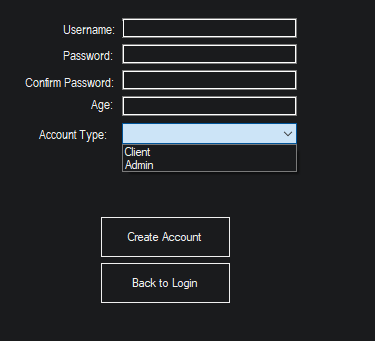 Username:
Password:
Confirm Password:
Age:
Account Type:
Client
Admin
Create Account
Back to Login